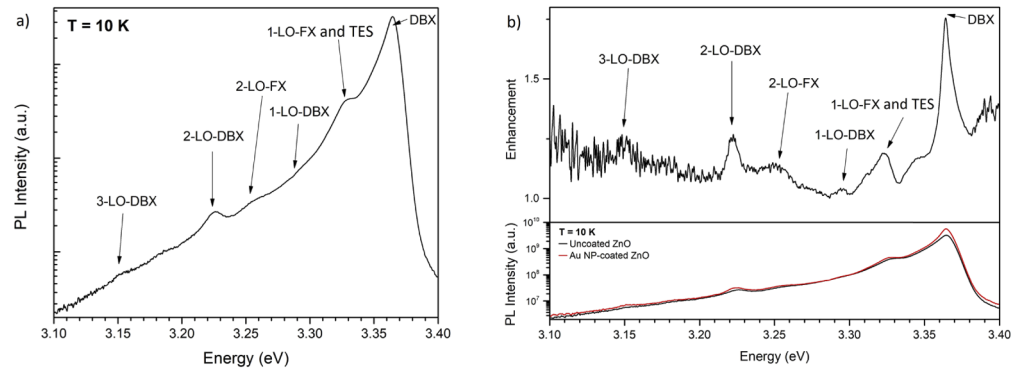 a)
T = 10 K
1-LO-FX and TES
DBX
2-LO-FX
1-LO-DBX
2-LO-DBX
3-LO-DBX
PL Intensity (a.u.)
3.10 3.15 3.20 3.25 3.30 3.35 3.40
Energy (eV)
b)
DBX
2-LO-DBX
3-LO-DBX
2-LO-FX
1-LO-FX and TES
1-LO-DBX
Enhancement
1.5
1.0
T = 10 K
Uncoated ZnO
Au NP-coated ZnO
PL Intensity (a.u.)
10^10
10^9
10^8
10^7
3.10 3.15 3.20 3.25 3.30 3.35 3.40
Energy (eV)